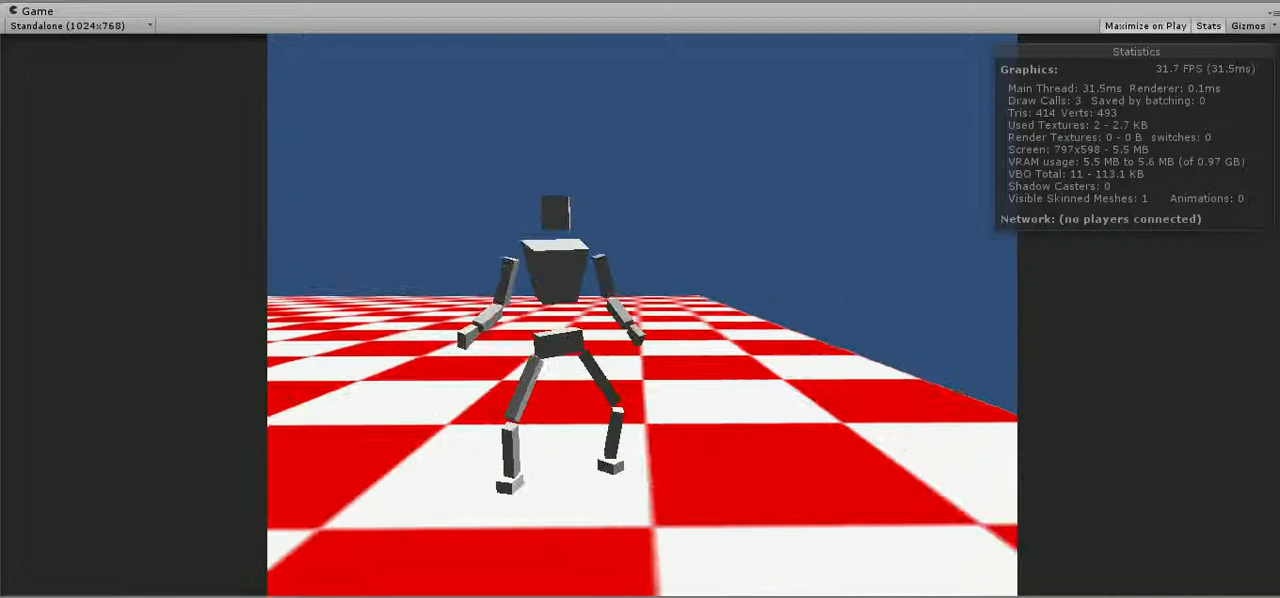 Game
Standalone (1024x768)
Maximize on Play Stats Gizmos
Statistics
Graphics: 31.7 FPS (31.5ms)
Main Thread: 31.5ms Renderer: 0.1ms
Draw Calls: 3 Saved by batching: 0
Tris: 414 Verts: 493
Used Textures: 2 - 2.7 KB
Render Textures: 0 - 0 B switches: 0
Screen: 797x598 - 5.5 MB
VRAM usage: 5.5 MB to 5.6 MB (of 0.97 GB)
VBO Total: 11 - 113.1 KB
Shadow Casters: 0
Visible Skinned Meshes: 1 Animations: 0
Network: (no players connected)